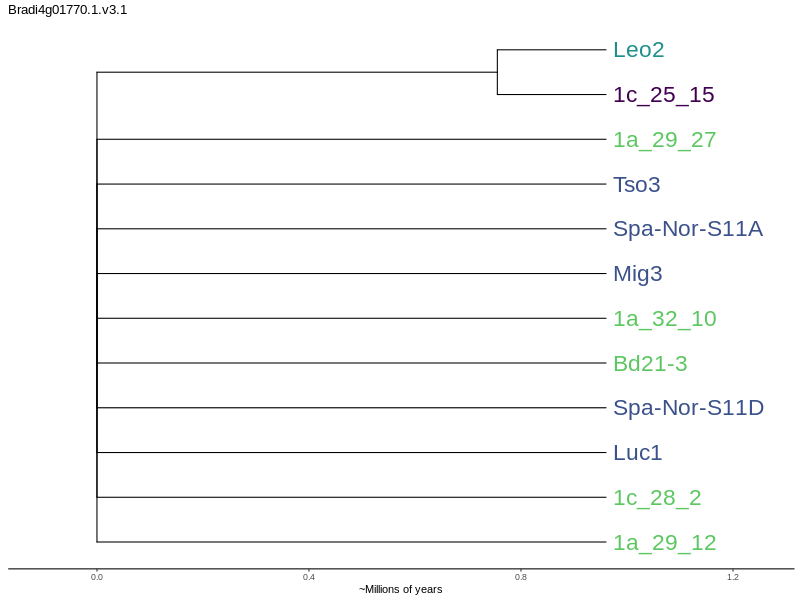 Bradi4g01770.1.v3.1
Leo2
1c_25_15
1a_29_27
Tso3
Spa-Nor-S11A
Mig3
1a_32_10
Bd21-3
Spa-Nor-S11D
Luc1
1c_28_2
1a_29_12
0.0 0.4 0.8 1.2
~Millions of years